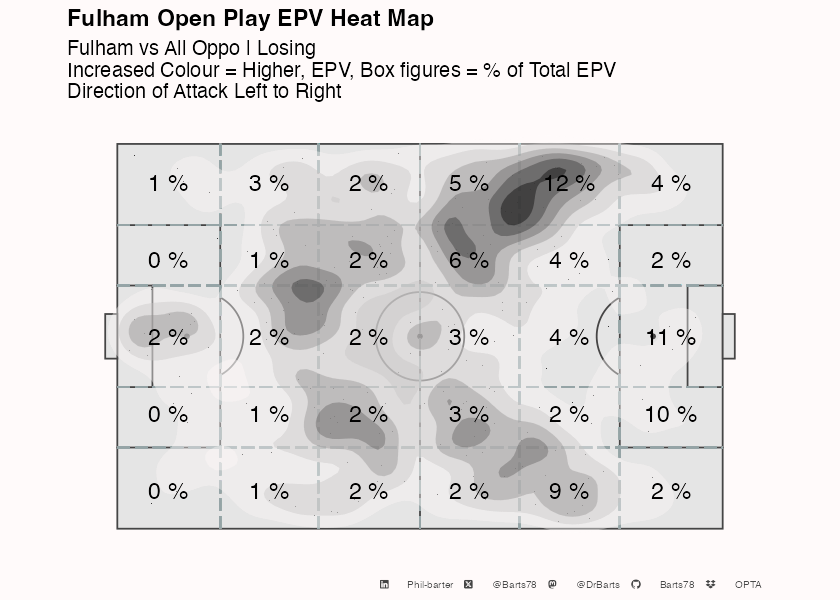 Fulham Open Play EPV Heat Map
Fulham vs All Oppo | Losing
Increased Colour = Higher, EPV, Box figures = % of Total EPV
Direction of Attack Left to Right
1 % 3 % 2 % 5 % 12 % 4 %
0 % 1 % 2 % 6 % 4 % 2 %
2 % 2 % 2 % 3 % 4 % 11 %
0 % 1 % 2 % 3 % 2 % 10 %
0 % 1 % 2 % 2 % 9 % 2 %
Phil-barter @Barts78 @DrBarts Barts78 OPTA